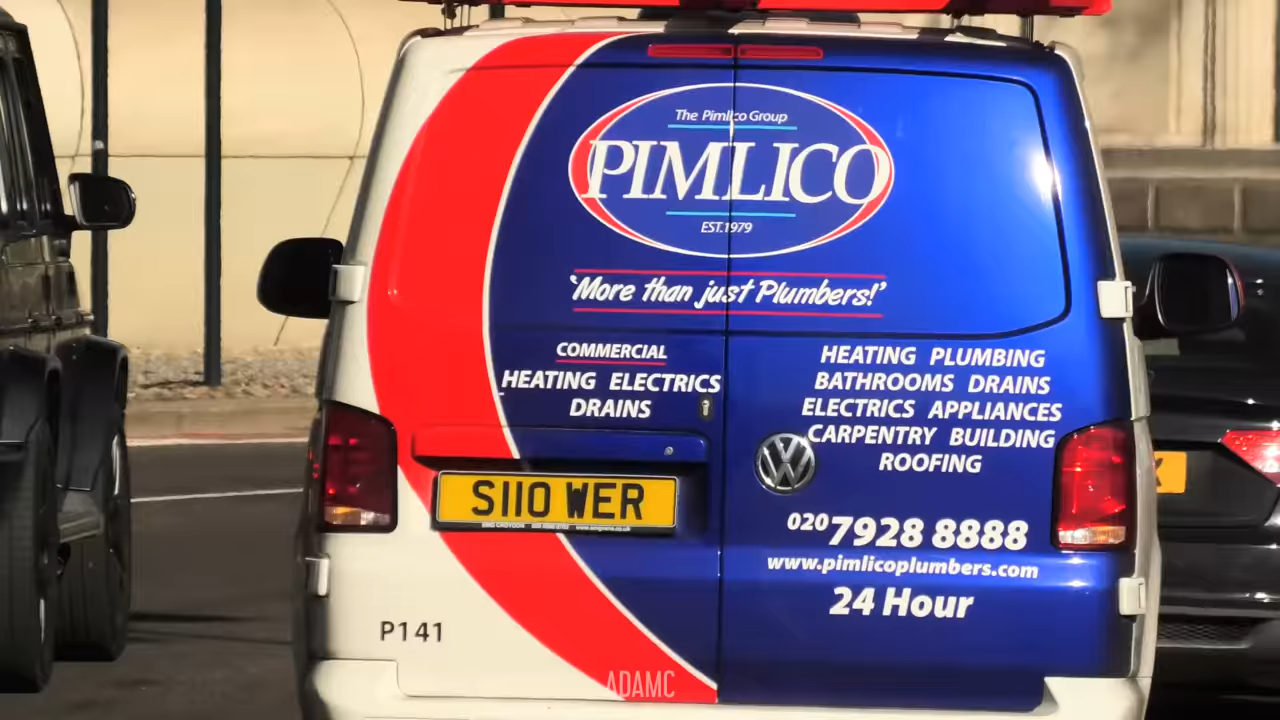 The Pimlico Group
PIMLICO
EST.1979
'More than just Plumbers!'
COMMERCIAL
HEATING ELECTRICS
DRAINS
HEATING PLUMBING
BATHROOMS DRAINS
ELECTRICS APPLIANCES
CARPENTRY BUILDING
ROOFING
S110 WER
020 7928 8888
www.pimlicoplumbers.com
24 Hour
P141
ADAMC